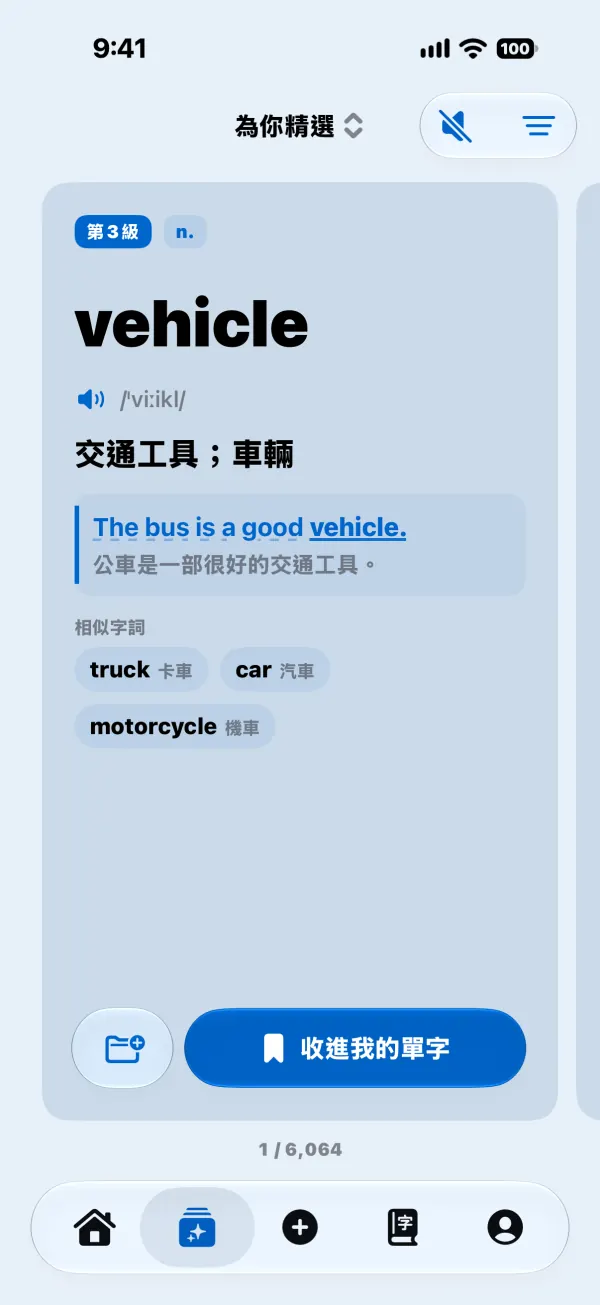 9:41
100
為你精選
第3級 n.
vehicle
/ˈviːikl/
交通工具；車輛
The bus is a good vehicle.
公車是一部很好的交通工具。
相似字詞
truck 卡車 car 汽車
motorcycle 機車
收進我的單字
1 / 6,064
字